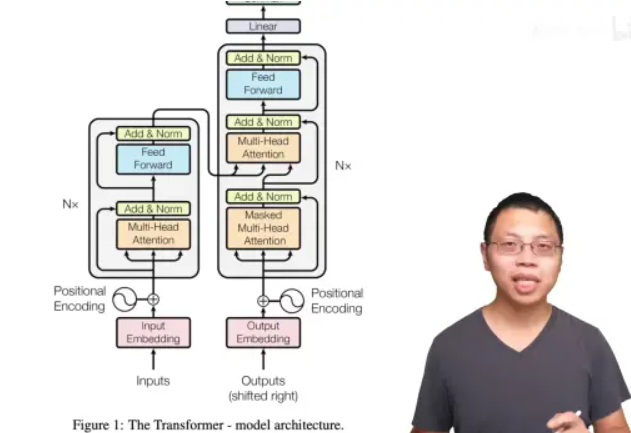 Linear
Add & Norm
Feed
Forward
Add & Norm
Multi-Head
Attention
Add & Norm
Masked
Multi-Head
Attention
Nx
Add & Norm
Feed
Forward
Add & Norm
Multi-Head
Attention
Nx
Positional
Encoding
Positional
Encoding
Input
Embedding
Output
Embedding
Inputs
Outputs
(shifted right)
Figure 1: The Transformer - model architecture.